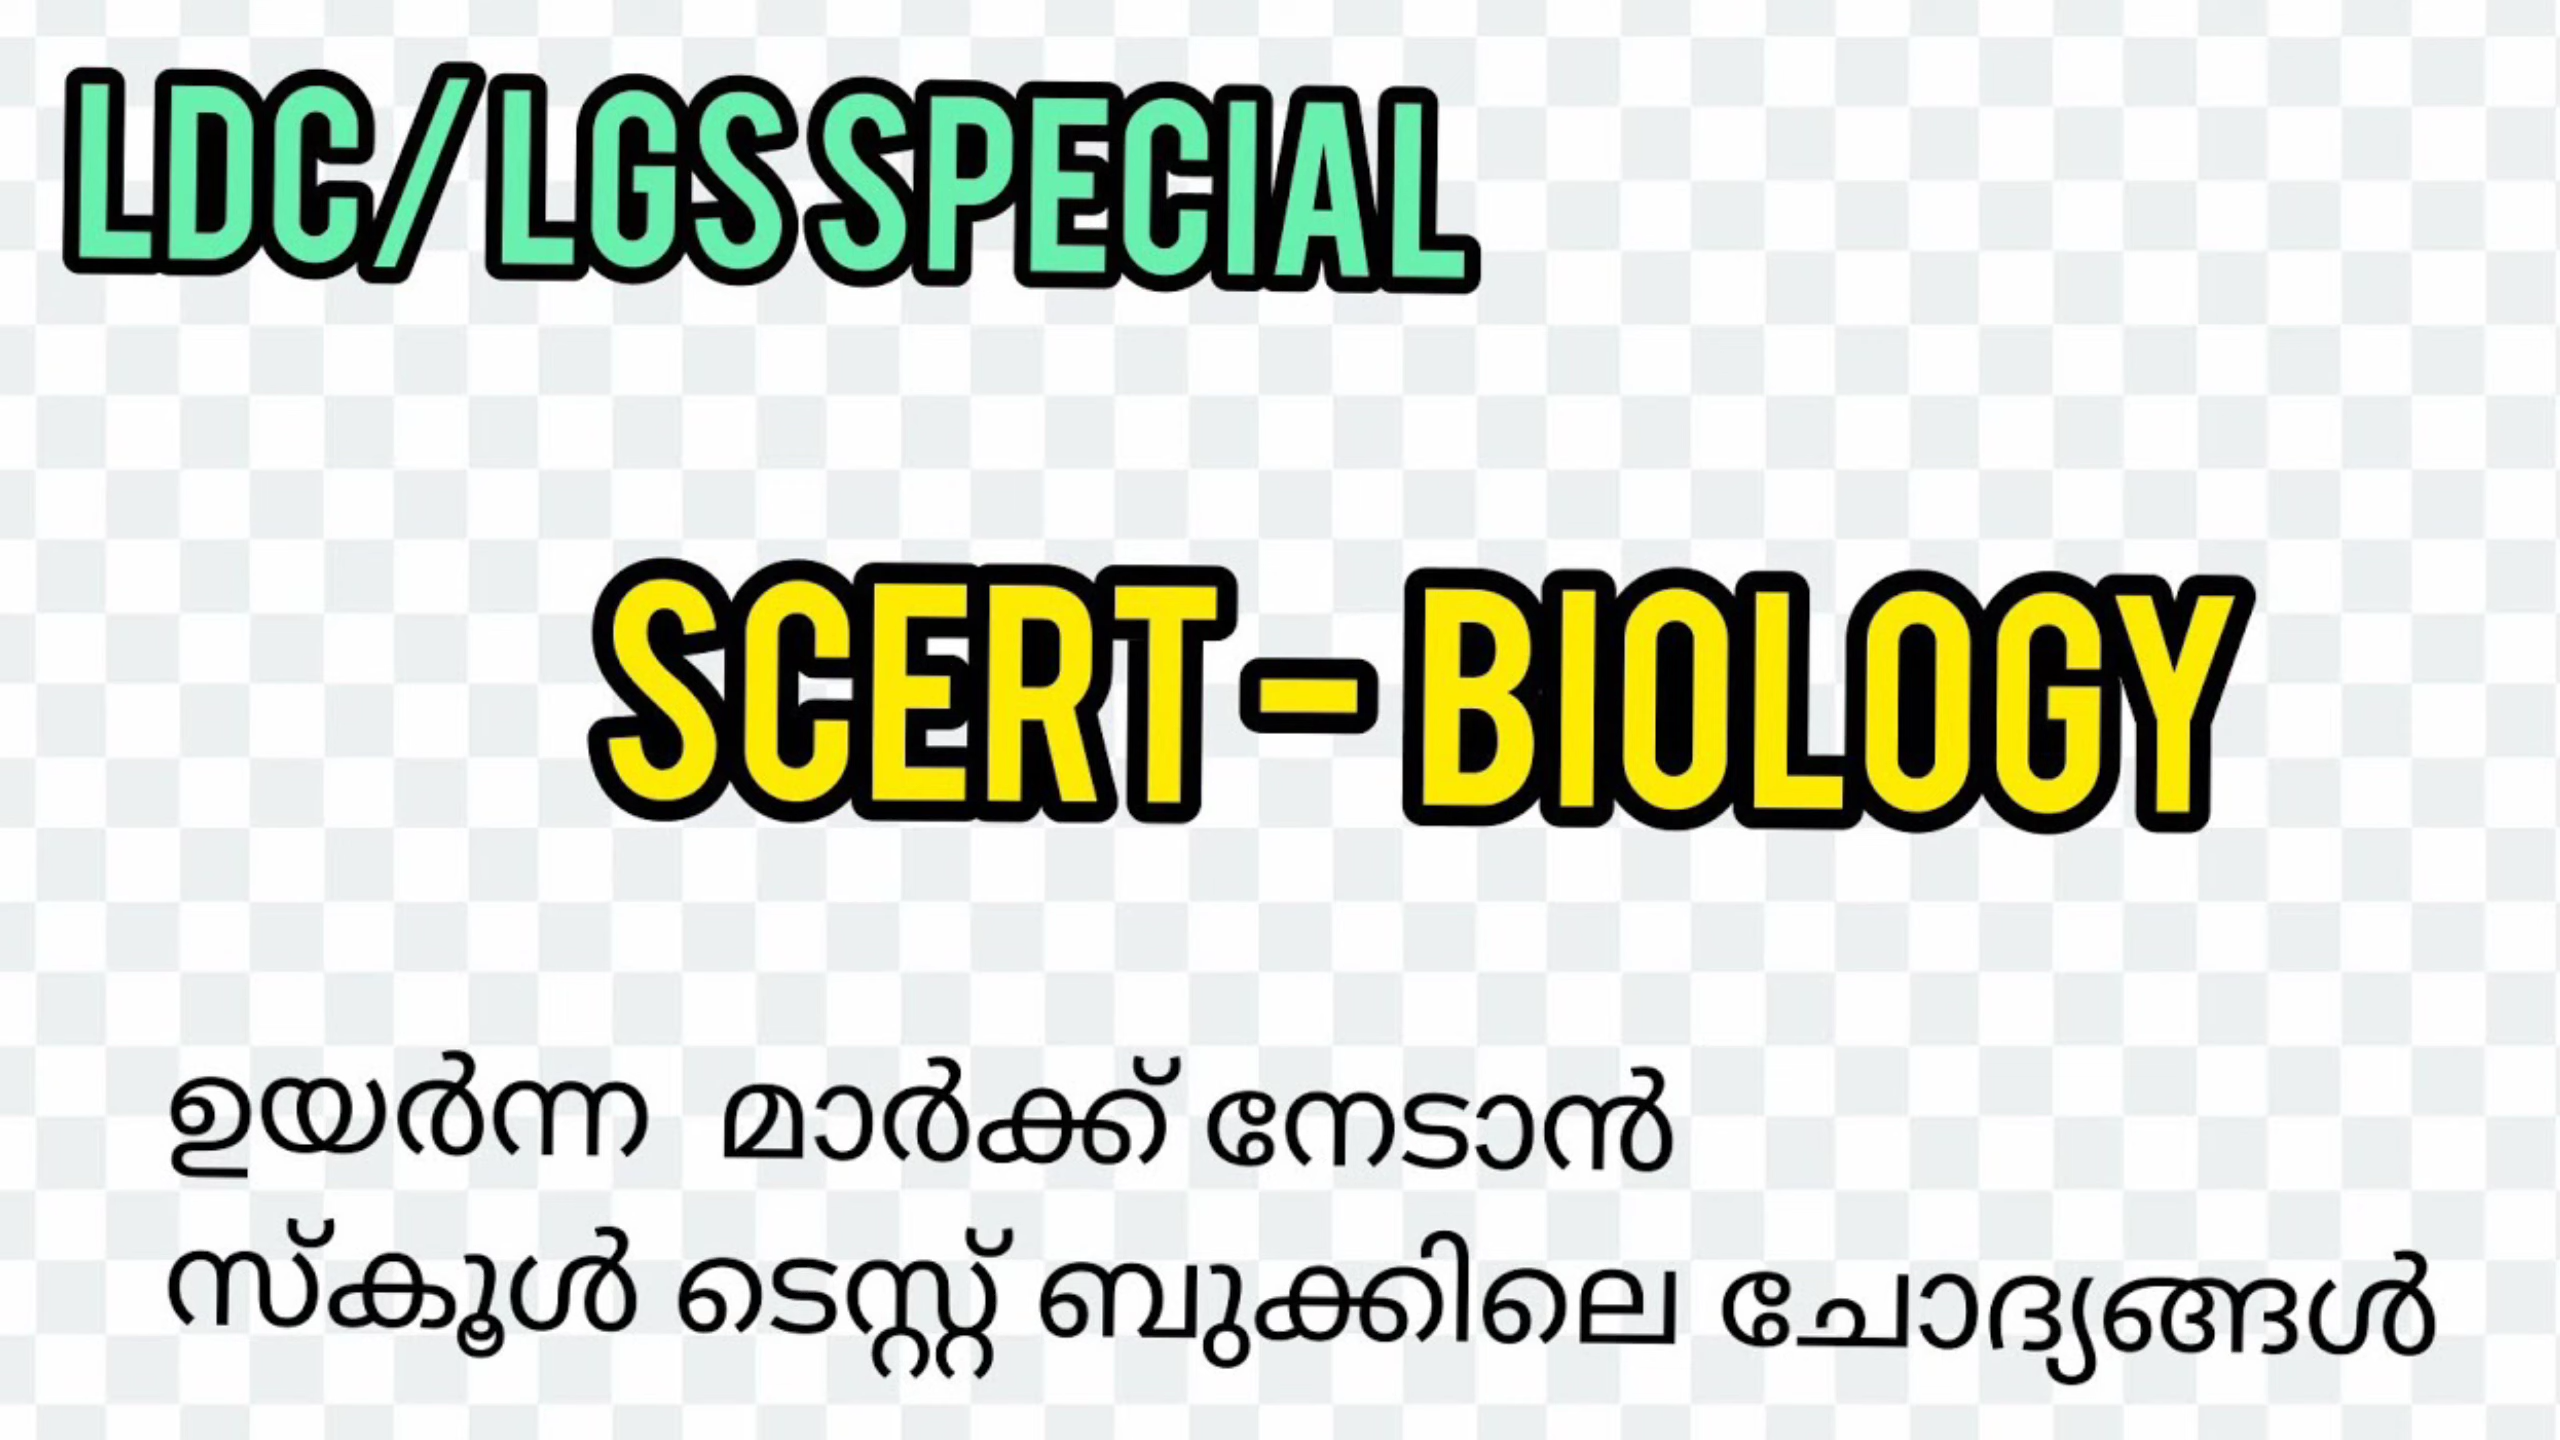 LDC/LGS SPECIAL
SCERT - BIOLOGY
ഉയർന്ന മാർക്ക് നേടാൻ
സ്കൂൾ ടെസ്റ്റ് ബുക്കിലെ ചോദ്യങ്ങൾ